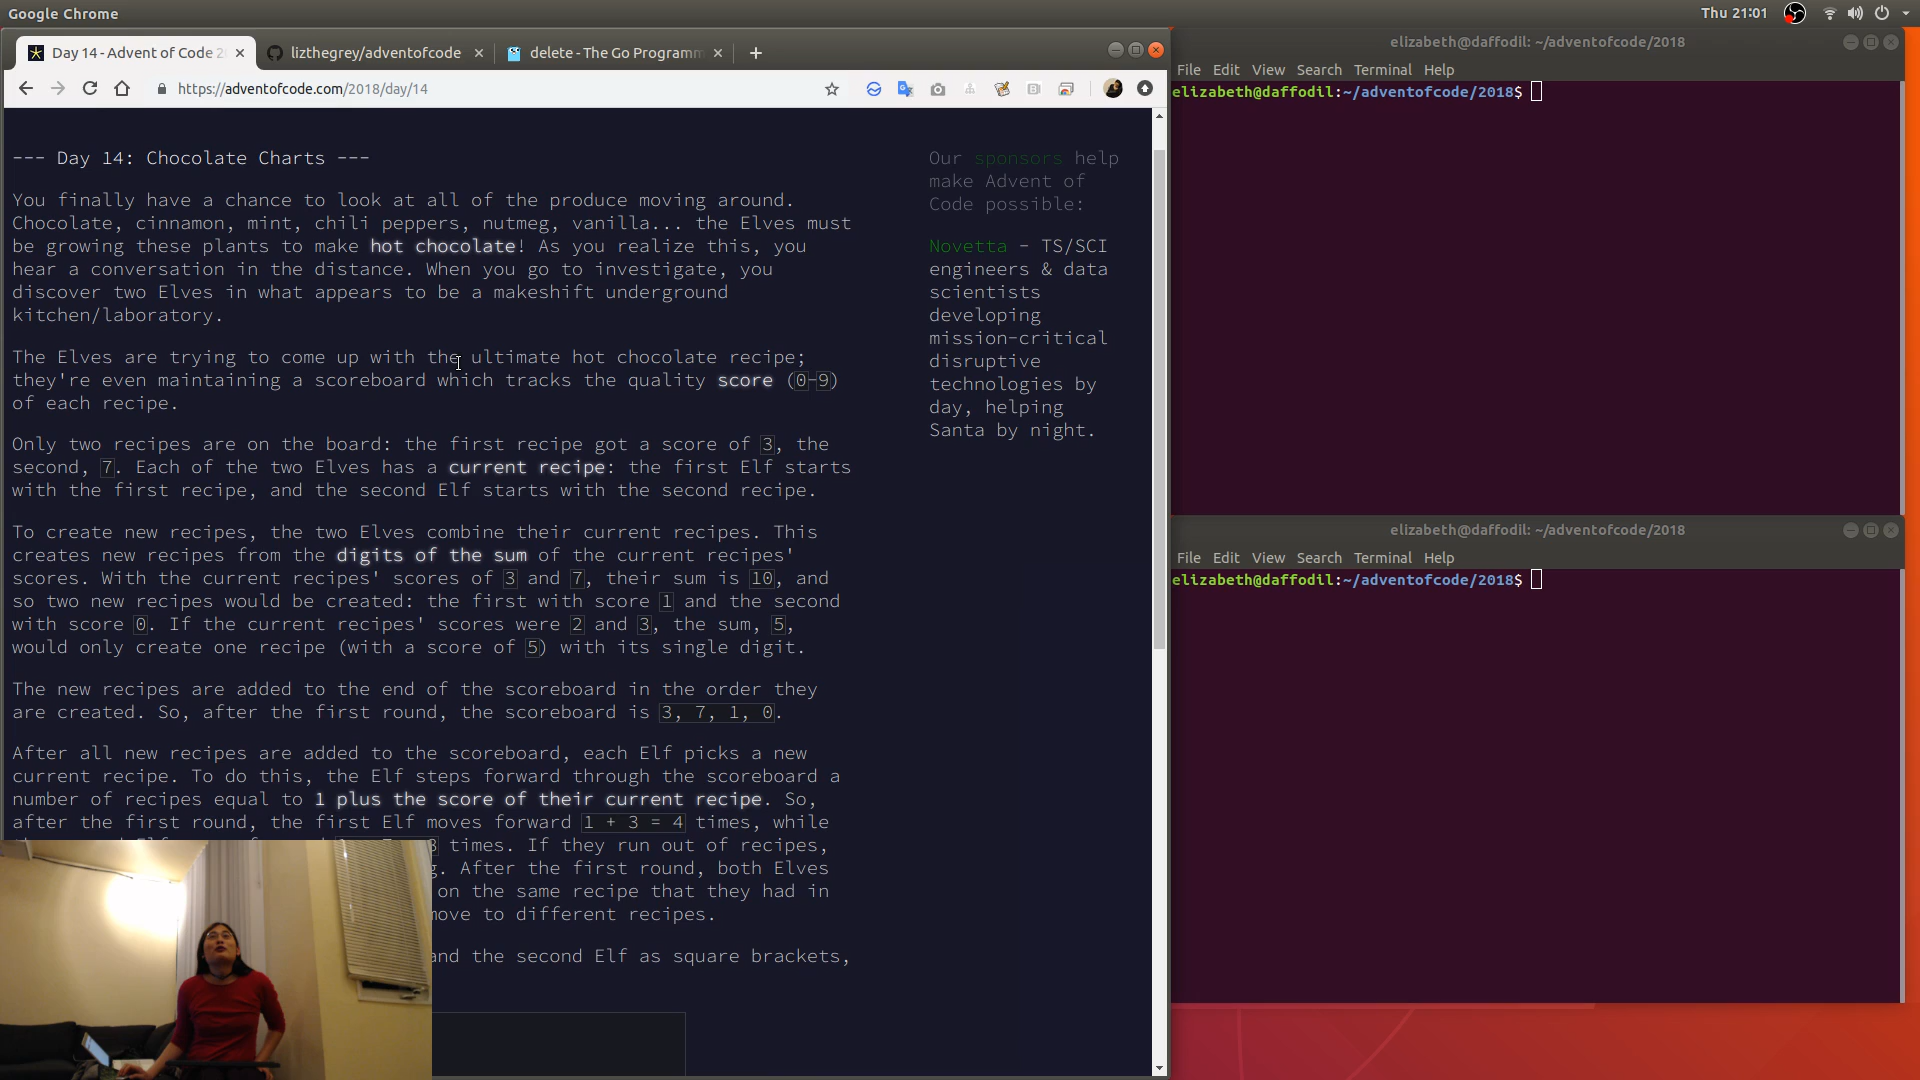 Google Chrome
Thu 21:01
Day 14 - Advent of Code 2
lizthegrey/adventofcode
delete - The Go Programm
https://adventofcode.com/2018/day/14
--- Day 14: Chocolate Charts ---
You finally have a chance to look at all of the produce moving around.
Chocolate, cinnamon, mint, chili peppers, nutmeg, vanilla... the Elves must
be growing these plants to make hot chocolate! As you realize this, you
hear a conversation in the distance. When you go to investigate, you
discover two Elves in what appears to be a makeshift underground
kitchen/laboratory.
The Elves are trying to come up with the ultimate hot chocolate recipe;
they're even maintaining a scoreboard which tracks the quality score (0-9)
of each recipe.
Only two recipes are on the board: the first recipe got a score of 3, the
second, 7. Each of the two Elves has a current recipe: the first Elf starts
with the first recipe, and the second Elf starts with the second recipe.
To create new recipes, the two Elves combine their current recipes. This
creates new recipes from the digits of the sum of the current recipes'
scores. With the current recipes' scores of 3 and 7, their sum is 10, and
so two new recipes would be created: the first with score 1 and the second
with score 0. If the current recipes' scores were 2 and 3, the sum, 5,
would only create one recipe (with a score of 5) with its single digit.
The new recipes are added to the end of the scoreboard in the order they
are created. So, after the first round, the scoreboard is 3, 7, 1, 0.
After all new recipes are added to the scoreboard, each Elf picks a new
current recipe. To do this, the Elf steps forward through the scoreboard a
number of recipes equal to 1 plus the score of their current recipe. So,
after the first round, the first Elf moves forward 1 + 3 = 4 times, while
times. If they run out of recipes,
After the first round, both Elves
on the same recipe that they had in
move to different recipes.
and the second Elf as square brackets,
Our sponsors help
make Advent of
Code possible:
Novetta - TS/SCI
engineers & data
scientists
developing
mission-critical
disruptive
technologies by
day, helping
Santa by night.
elizabeth@daffodil: ~/adventofcode/2018
File Edit View Search Terminal Help
elizabeth@daffodil:~/adventofcode/2018$
elizabeth@daffodil: ~/adventofcode/2018
File Edit View Search Terminal Help
elizabeth@daffodil:~/adventofcode/2018$